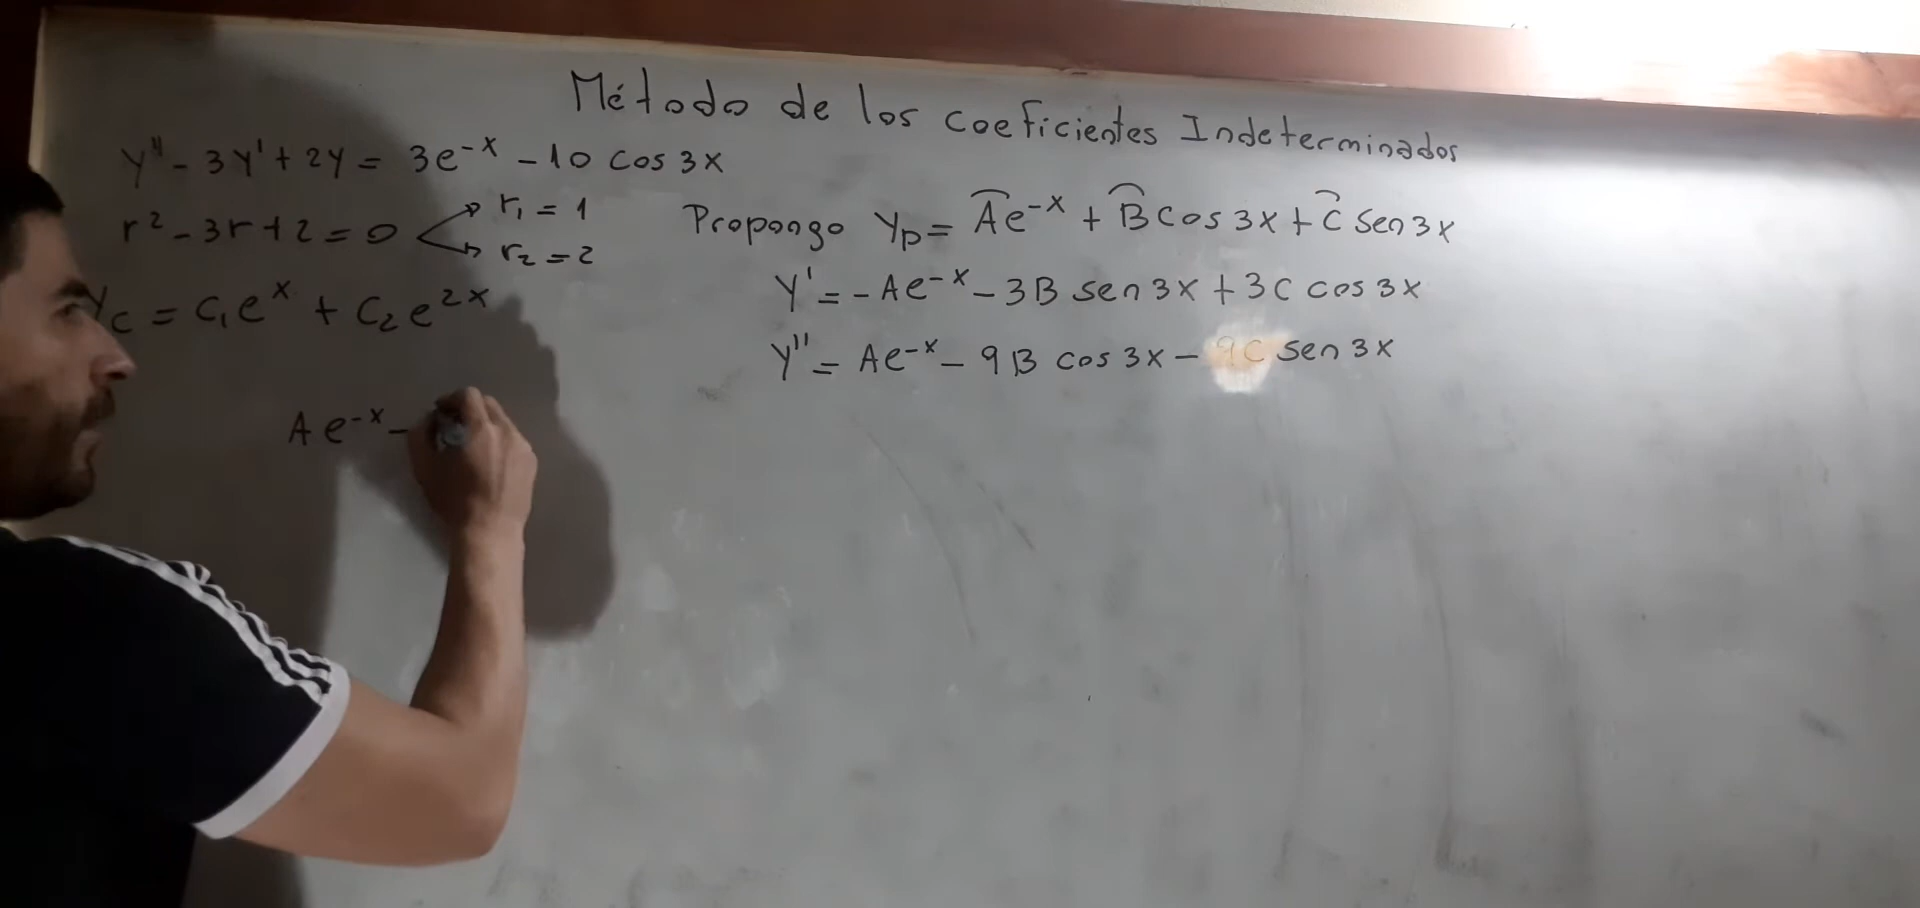 Método de los coeficientes Indeterminados
y'' - 3y' + 2y = 3e^-x - 10 cos 3x
r² - 3r + 2 = 0
r₁ = 1
r₂ = 2
Yc = C₁e^x + C₂e^2x
Propongo Yp = Ae^-x + B cos 3x + C sen 3x
Y' = -Ae^-x - 3B sen 3x + 3C cos 3x
Y'' = Ae^-x - 9B cos 3x - 9C sen 3x
Ae^-x -